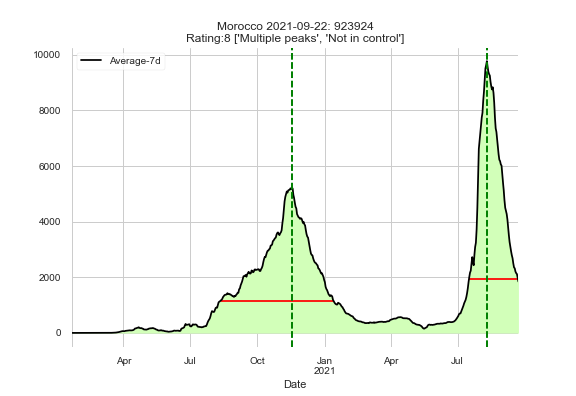 Morocco 2021-09-22: 923924
Rating:8 ['Multiple peaks', 'Not in control']
Average-7d
10000
8000
6000
4000
2000
0
Apr Jul Oct Jan Apr Jul
2021
Date